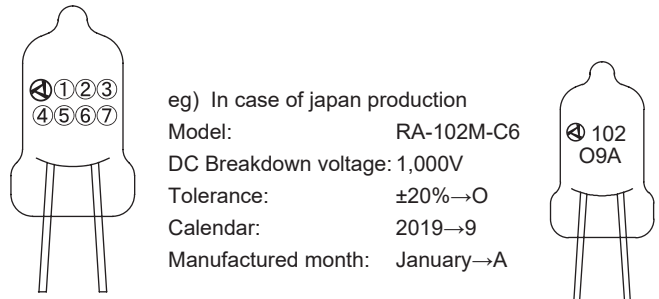 ①②③
④⑤⑥⑦
eg) In case of japan production
Model: RA-102M-C6
DC Breakdown voltage: 1,000V
Tolerance: ±20%→O
Calendar: 2019→9
Manufactured month: January→A
102
O9A